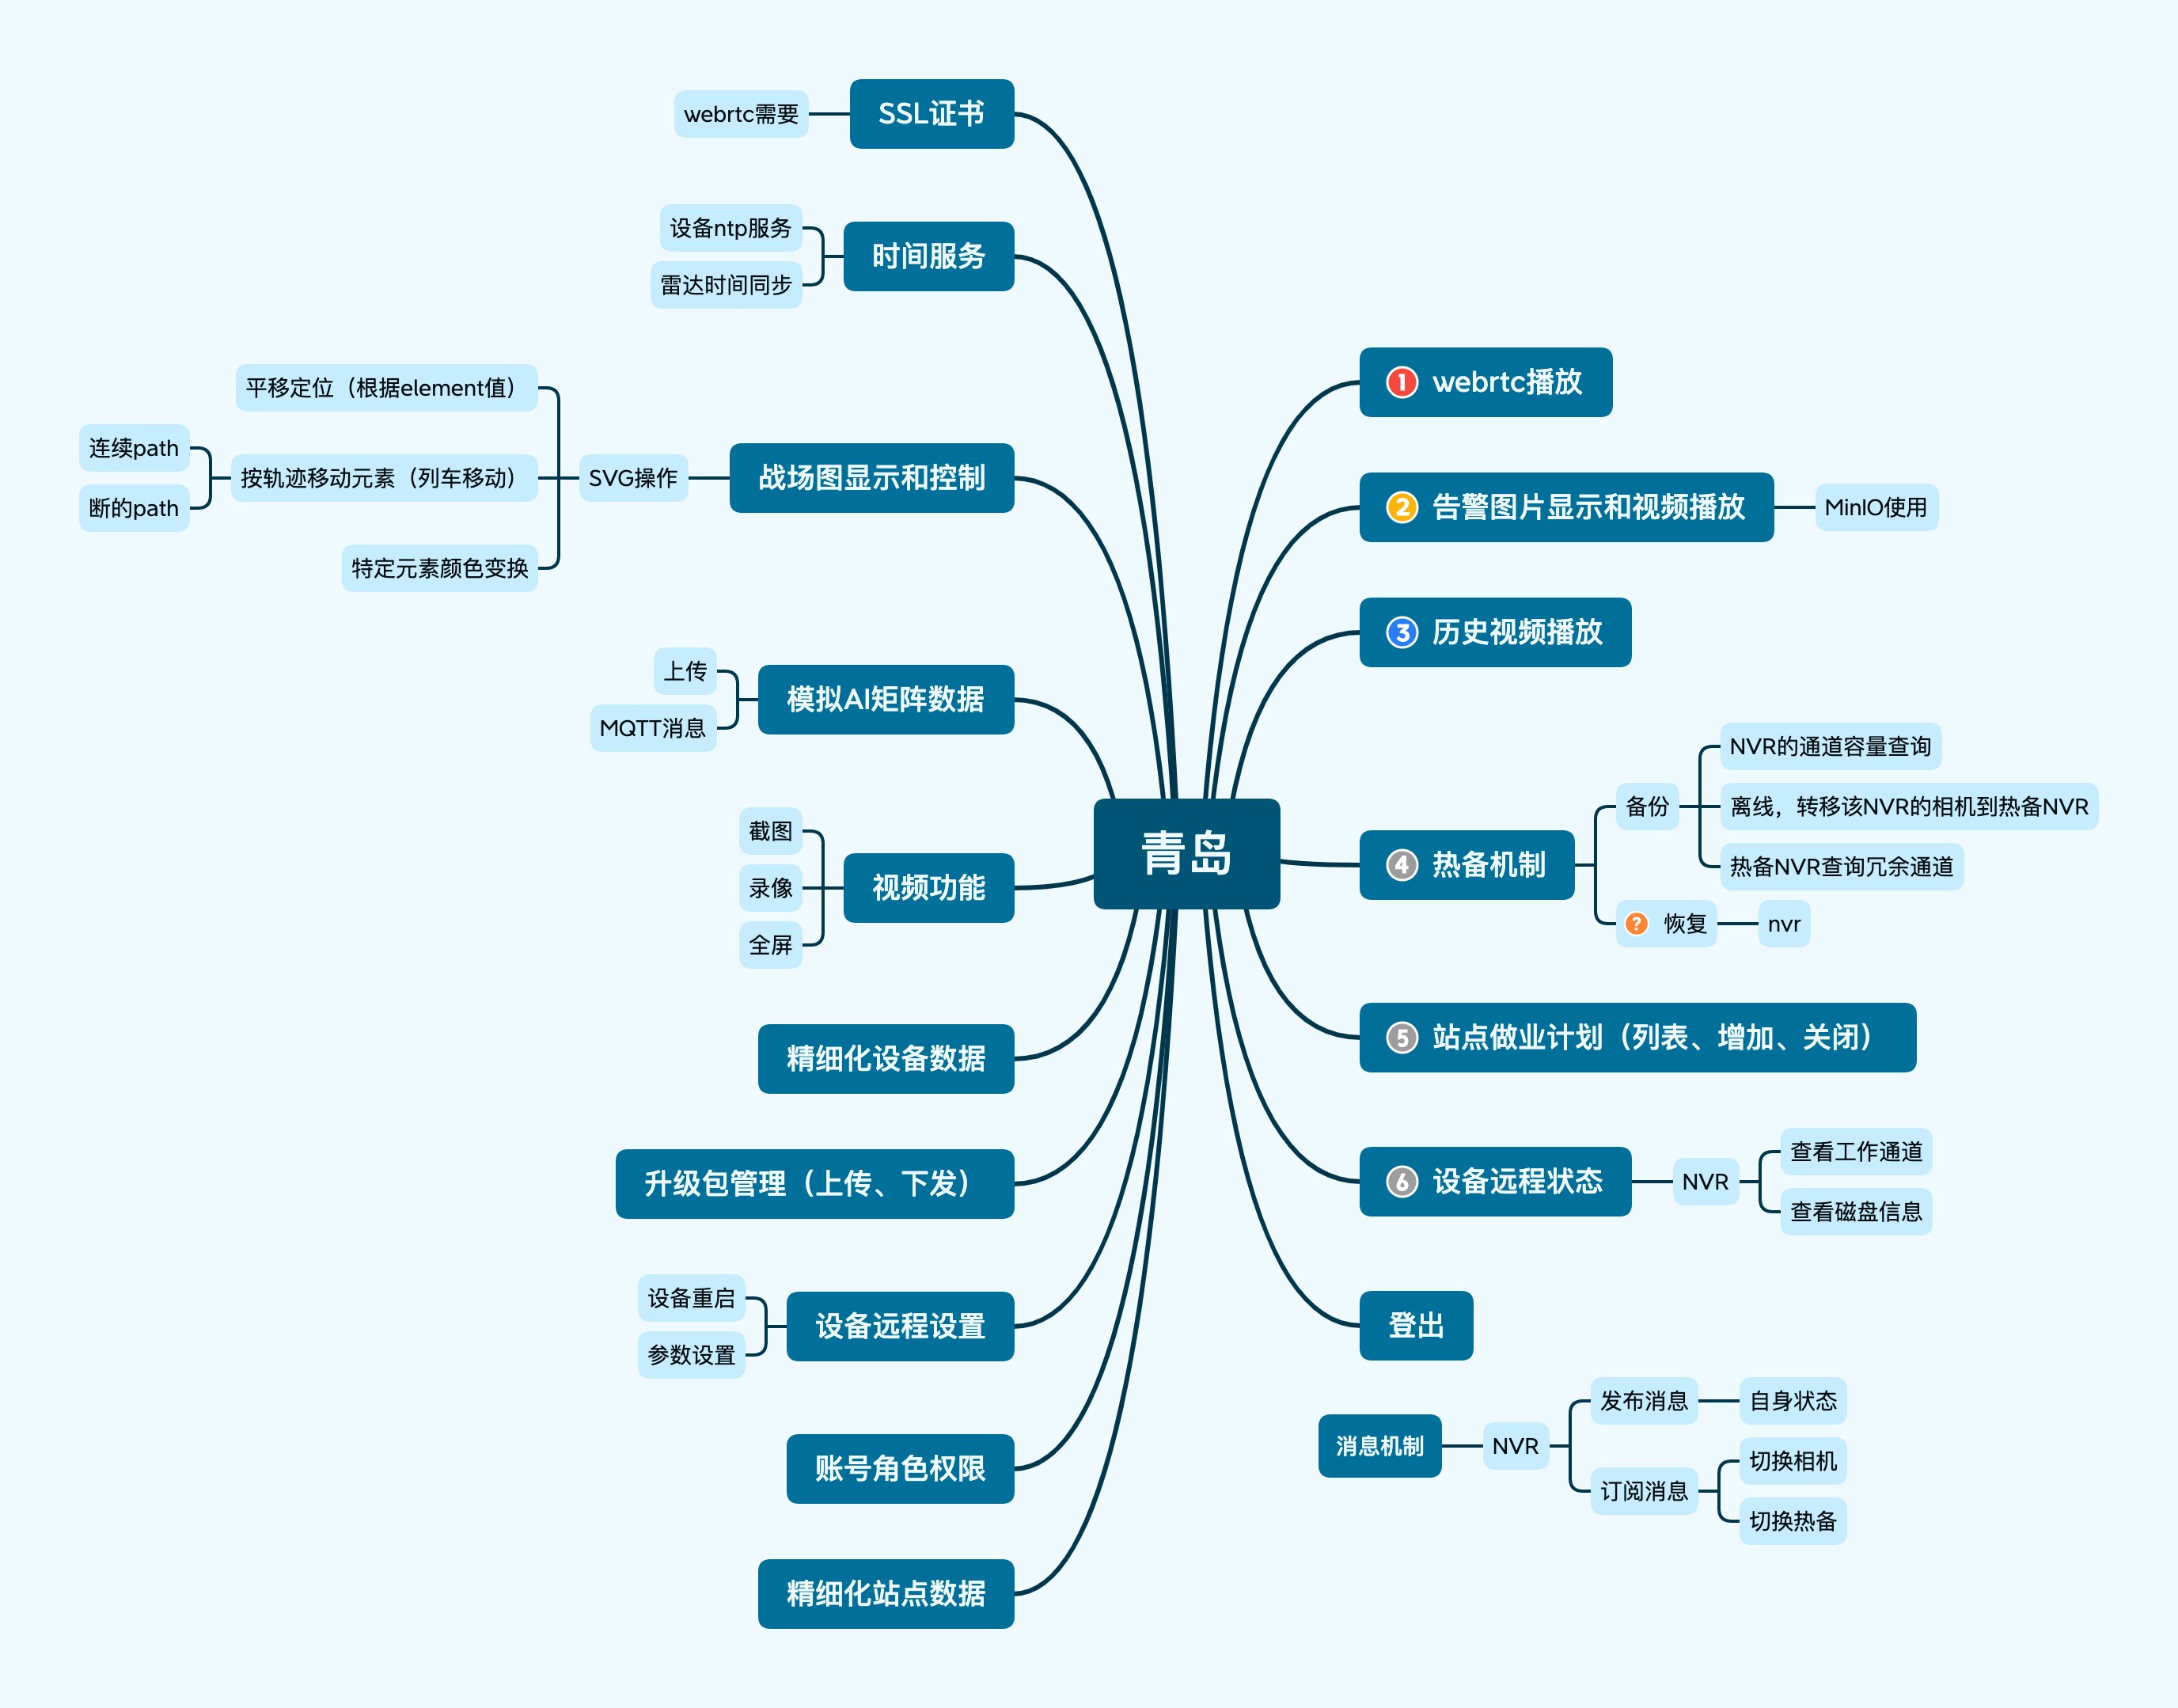 青岛
1 webrtc播放
2 告警图片显示和视频播放
MinIO使用
3 历史视频播放
4 热备机制
备份
NVR的通道容量查询
离线，转移该NVR的相机到热备NVR
热备NVR查询冗余通道
? 恢复
nvr
5 站点做业计划（列表、增加、关闭）
6 设备远程状态
NVR
查看工作通道
查看磁盘信息
登出
消息机制
NVR
发布消息
自身状态
订阅消息
切换相机
切换热备
SSL证书
webrtc需要
时间服务
设备ntp服务
雷达时间同步
战场图显示和控制
SVG操作
平移定位（根据element值）
按轨迹移动元素（列车移动）
连续path
断的path
特定元素颜色变换
模拟AI矩阵数据
上传
MQTT消息
视频功能
截图
录像
全屏
精细化设备数据
升级包管理（上传、下发）
设备远程设置
设备重启
参数设置
账号角色权限
精细化站点数据